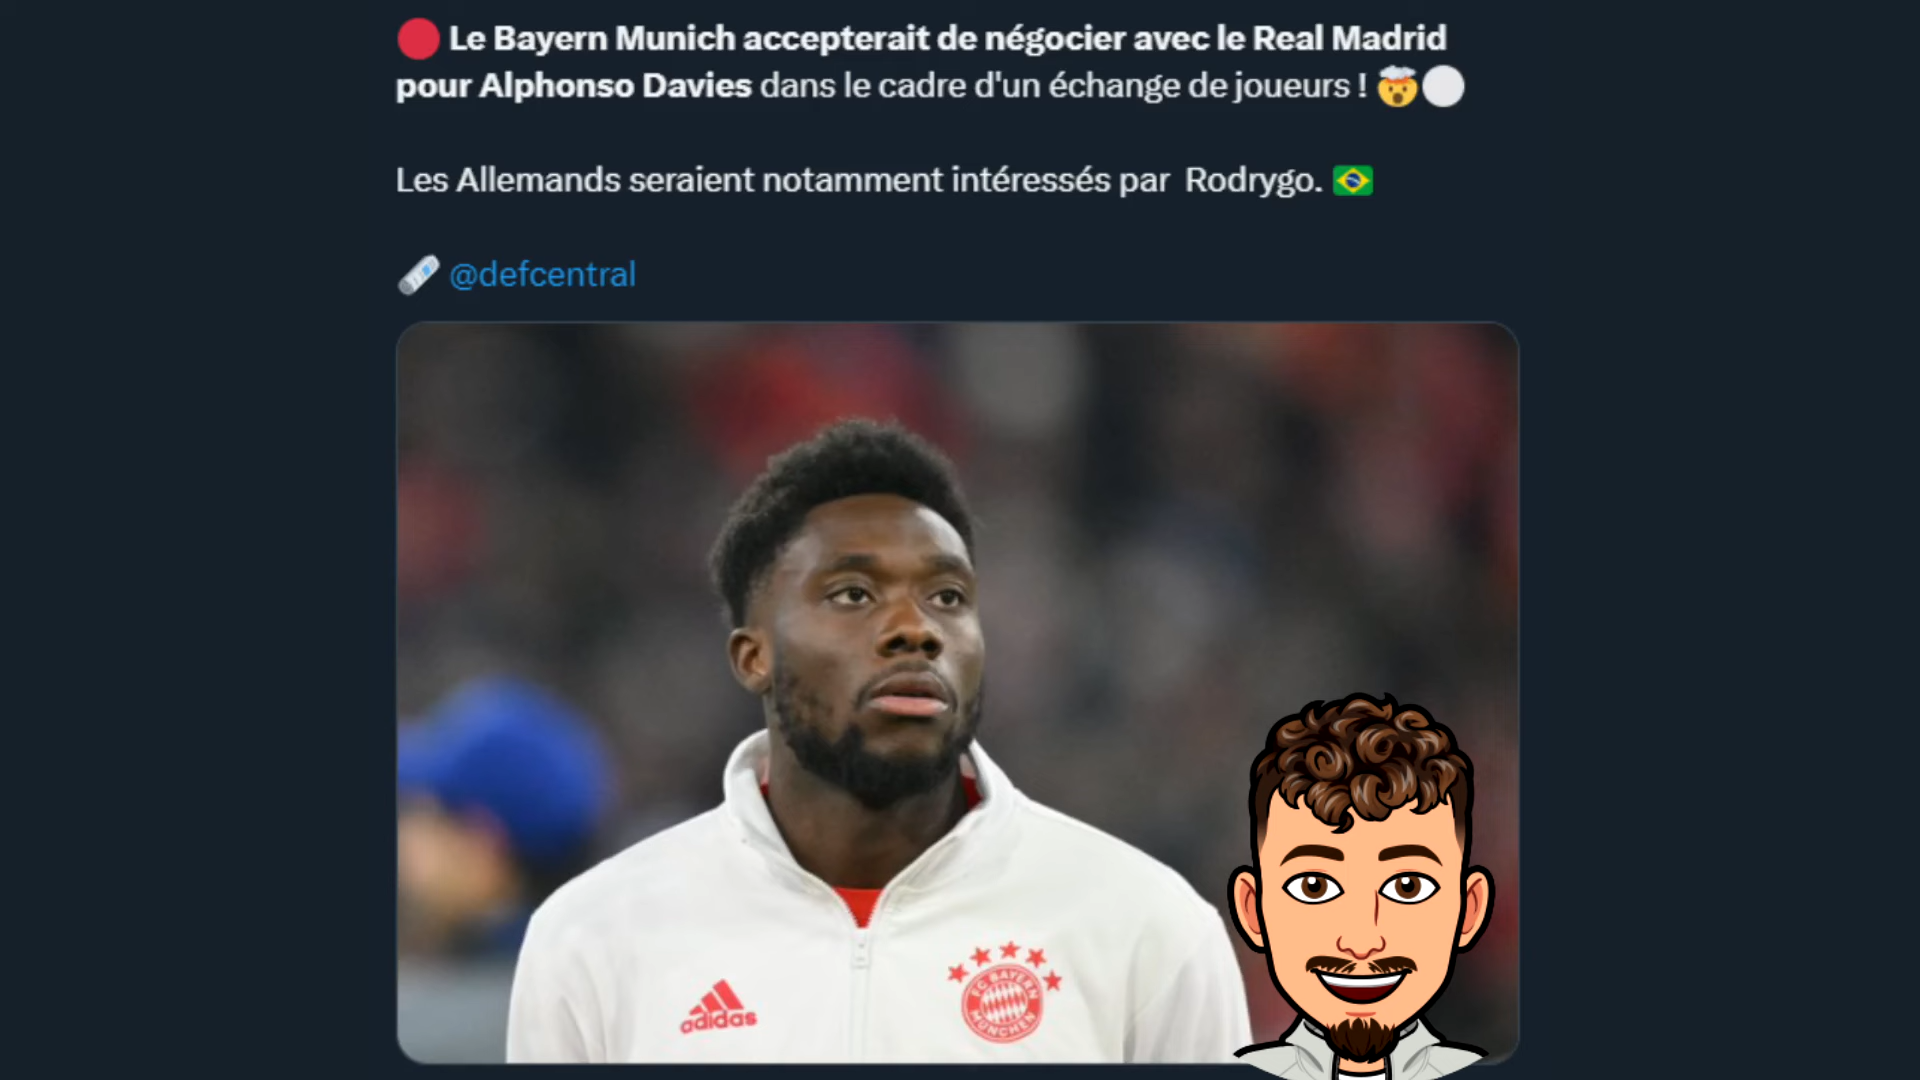 🔴 Le Bayern Munich accepterait de négocier avec le Real Madrid
pour Alphonso Davies dans le cadre d'un échange de joueurs ! 🤯⚪
Les Allemands seraient notamment intéressés par Rodrygo. 🇧🇷
🗞️ @defcentral
adidas
FC BAYERN
MÜNCHEN